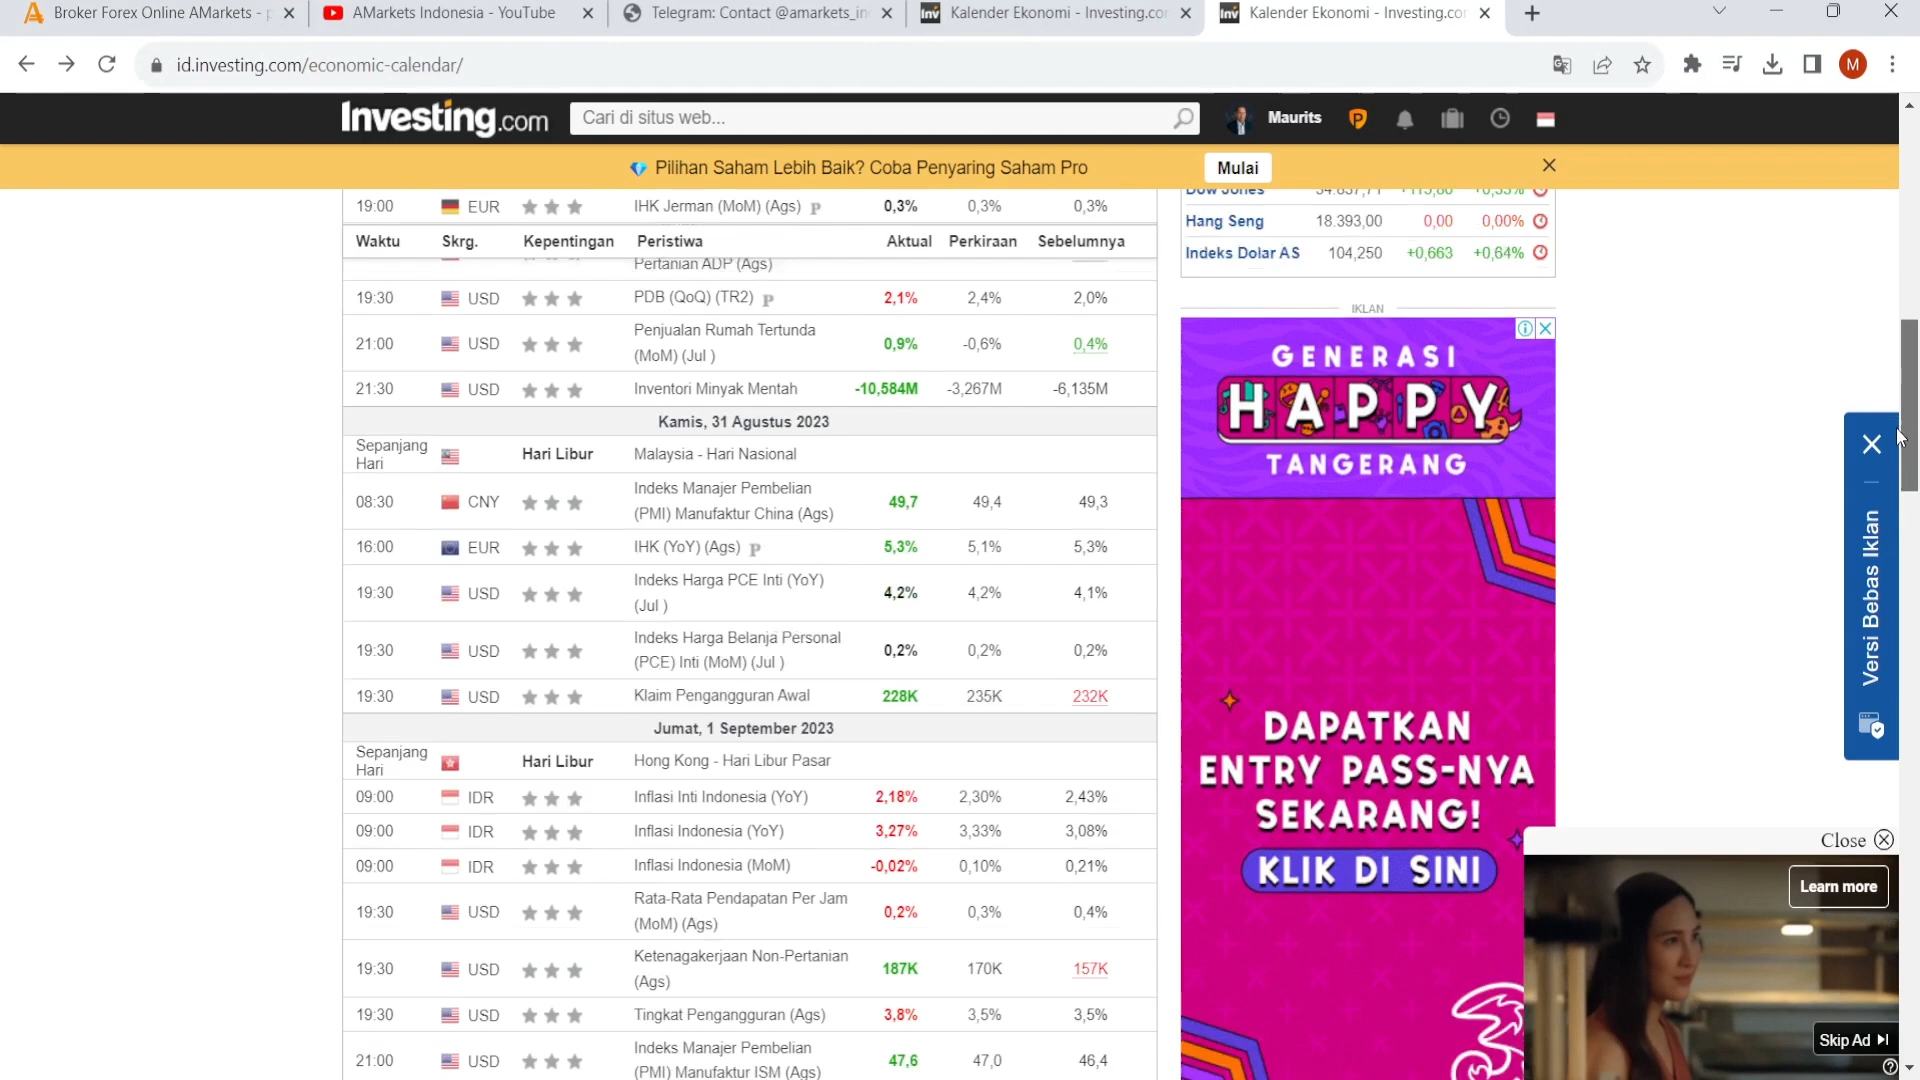 Broker Forex Online AMarkets - p
AMarkets Indonesia - YouTube
Telegram: Contact @amarkets_in
Kalender Ekonomi - Investing.co
Kalender Ekonomi - Investing.co
id.investing.com/economic-calendar/
M
Investing.com
Cari di situs web...
Maurits
Pilihan Saham Lebih Baik? Coba Penyaring Saham Pro
Mulai
19:00 EUR IHK Jerman (MoM) (Ags) P 0,3% 0,3% 0,3%
Waktu Skrg. Kepentingan Peristiwa Aktual Perkiraan Sebelumnya
Pertanian ADP (Ags)
19:30 USD PDB (QoQ) (TR2) P 2,1% 2,4% 2,0%
21:00 USD Penjualan Rumah Tertunda
(MoM) (Jul ) 0,9% -0,6% 0,4%
21:30 USD Inventori Minyak Mentah -10,584M -3,267M -6,135M
Kamis, 31 Agustus 2023
Sepanjang
Hari Hari Libur Malaysia - Hari Nasional
08:30 CNY Indeks Manajer Pembelian
(PMI) Manufaktur China (Ags) 49,7 49,4 49,3
16:00 EUR IHK (YoY) (Ags) P 5,3% 5,1% 5,3%
19:30 USD Indeks Harga PCE Inti (YoY)
(Jul ) 4,2% 4,2% 4,1%
19:30 USD Indeks Harga Belanja Personal
(PCE) Inti (MoM) (Jul ) 0,2% 0,2% 0,2%
19:30 USD Klaim Pengangguran Awal 228K 235K 232K
Jumat, 1 September 2023
Sepanjang
Hari Hari Libur Hong Kong - Hari Libur Pasar
09:00 IDR Inflasi Inti Indonesia (YoY) 2,18% 2,30% 2,43%
09:00 IDR Inflasi Indonesia (YoY) 3,27% 3,33% 3,08%
09:00 IDR Inflasi Indonesia (MoM) -0,02% 0,10% 0,21%
19:30 USD Rata-Rata Pendapatan Per Jam
(MoM) (Ags) 0,2% 0,3% 0,4%
19:30 USD Ketenagakerjaan Non-Pertanian
(Ags) 187K 170K 157K
19:30 USD Tingkat Pengangguran (Ags) 3,8% 3,5% 3,5%
21:00 USD Indeks Manajer Pembelian
(PMI) Manufaktur ISM (Ags) 47,6 47,0 46,4
Dow Jones 34.837,71 +115,80 +0,33%
Hang Seng 18.393,00 0,00 0,00%
Indeks Dolar AS 104,250 +0,663 +0,64%
IKLAN
GENERASI
HAPPY
TANGERANG
DAPATKAN
ENTRY PASS-NYA
SEKARANG!
KLIK DI SINI
Versi Bebas Iklan
Close
Learn more
Skip Ad